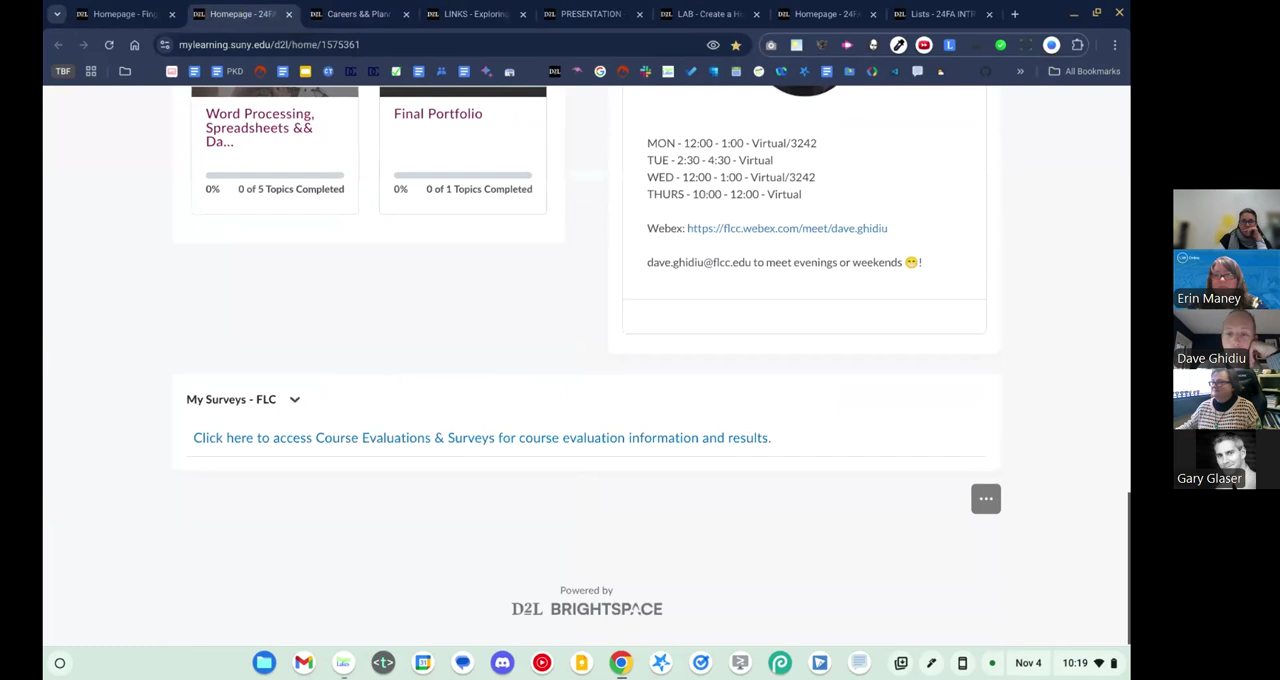 Homepage - Fing
Homepage - 24FA
Careers && Plan
LINKS - Exploring
PRESENTATION
LAB - Create a H
Homepage - 24FA
Lists - 24FA INTR
mylearning.suny.edu/d2l/home/1575361
TBF
PKD
All Bookmarks
Word Processing,
Spreadsheets &&
Da...
0%
0 of 5 Topics Completed
Final Portfolio
0%
0 of 1 Topics Completed
MON - 12:00 - 1:00 - Virtual/3242
TUE - 2:30 - 4:30 - Virtual
WED - 12:00 - 1:00 - Virtual/3242
THURS - 10:00 - 12:00 - Virtual
Webex: https://flcc.webex.com/meet/dave.ghidiu
dave.ghidiu@flcc.edu to meet evenings or weekends 😁!
My Surveys - FLC
Click here to access Course Evaluations & Surveys for course evaluation information and results.
Powered by
D2L BRIGHTSPACE
Nov 4
10:19
Erin Maney
Dave Ghidiu
Gary Glaser